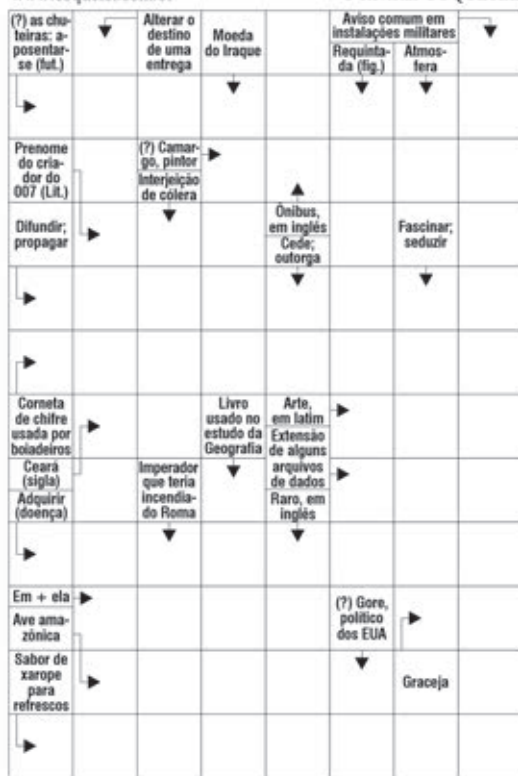 (?) as chu-
teiras: a-
posentar-
se (fut.)
Alterar o
destino
de uma
entrega
Moeda
do Iraque
Aviso comum em
instalações militares
Requinta-
da (fig.)
Atmos-
fera
Prenome
do cria-
dor do
007 (Lit.)
(?) Camar-
go, pintor
Interjeição
de cólera
Difundir;
propagar
Ônibus,
em inglês
Cede;
outorga
Fascinar;
seduzir
Corneta
de chifre
usada por
boiadeiros
Livro
usado no
estudo da
Geografia
Arte,
em latim
Extensão
de alguns
arquivos
de dados
Ceará
(sigla)
Adquirir
(doença)
Imperador
que teria
incendia-
do Roma
Raro, em
inglês
Em + ela
Ave ama-
zônica
(?) Gore,
político
dos EUA
Sabor de
xarope
para
refrescos
Graceja